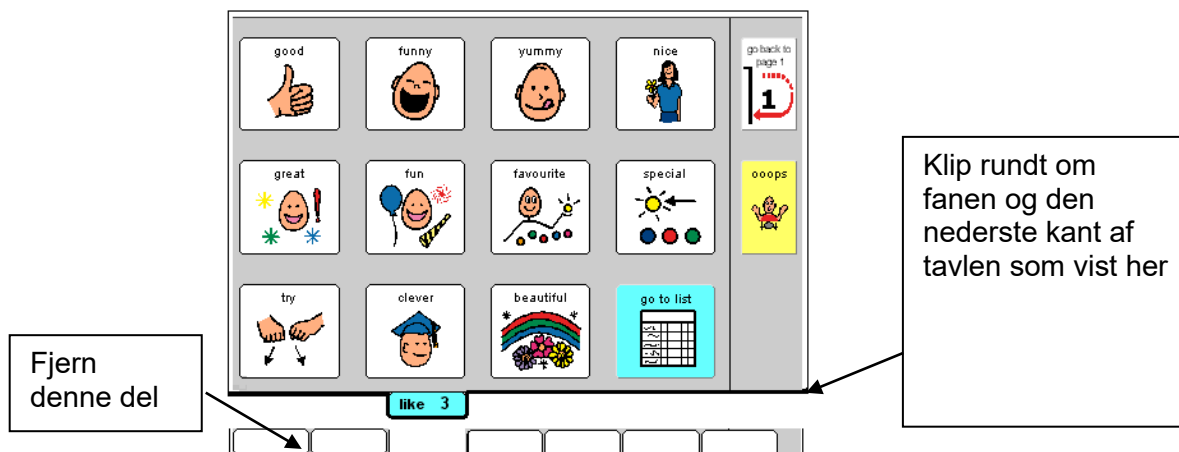 good funny yummy nice go back to
page 1
1
great fun favourite special ooops
try clever beautiful go to list
like 3
Klip rundt om
fanen og den
nederste kant af
tavlen som vist her
Fjern
denne del